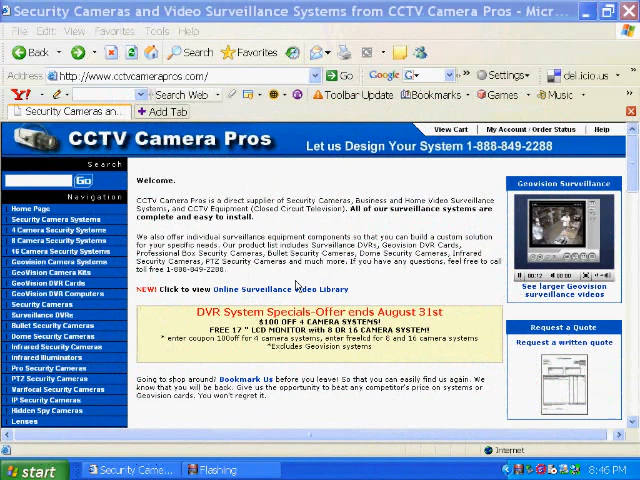 Security Cameras and Video Surveillance Systems from CCTV Camera Pros - Micr...
File Edit View Favorites Tools Help
Back Search Favorites
Address http://www.cctvcamerapros.com/ Go Google G Settings del.icio.us
Y! Search Web Toolbar Update Bookmarks Games Music
Security Cameras an... Add Tab
View Cart My Account / Order Status Help
CCTV Camera Pros
Let us Design Your System 1-888-849-2288
Search
Go
Navigation
Home Page
Security Camera Systems
4 Camera Security Systems
8 Camera Security Systems
16 Camera Security Systems
Geovision Camera Systems
GeoVision Camera Kits
GeoVision DVR Cards
GeoVision DVR Computers
Security Cameras
Surveillance DVRs
Bullet Security Cameras
Dome Security Cameras
Infrared Security Cameras
Infrared Illuminators
Pro Security Cameras
PTZ Security Cameras
Varifocal Security Cameras
IP Security Cameras
Hidden Spy Cameras
Lenses
Welcome.
CCTV Camera Pros is a direct supplier of Security Cameras, Business and Home Video Surveillance
Systems, and CCTV Equipment (Closed Circuit Television). All of our surveillance systems are
complete and easy to install.
We also offer individual surveillance equipment components so that you can build a custom solution
for your specific needs. Our product list includes Surveillance DVRs, Geovision DVR Cards,
Professional Box Security Cameras, Bullet Security Cameras, Dome Security Cameras, Infrared
Security Cameras, PTZ Security Cameras and much more. If you have any questions, feel free to call
toll free 1-888-849-2288.
NEW! Click to view Online Surveillance Video Library
DVR System Specials-Offer ends August 31st
$100 OFF 4 CAMERA SYSTEMS!
FREE 17 " LCD MONITOR with 8 OR 16 CAMERA SYSTEM!
* enter coupon 100off for 4 camera systems, enter freelcd for 8 and 16 camera systems
*Excludes Geovision systems
Going to shop around? Bookmark Us before you leave! So that you can easily find us again. We
know that you will be back. Give us the opportunity to beat any competitor's price on systems or
Geovision cards. You won't regret it.
Geovision Surveillance
00:12 00:00
See larger Geovision
surveillance videos
Request a Quote
Request a written quote
Internet
start Security Came... Flashing 8:46 PM